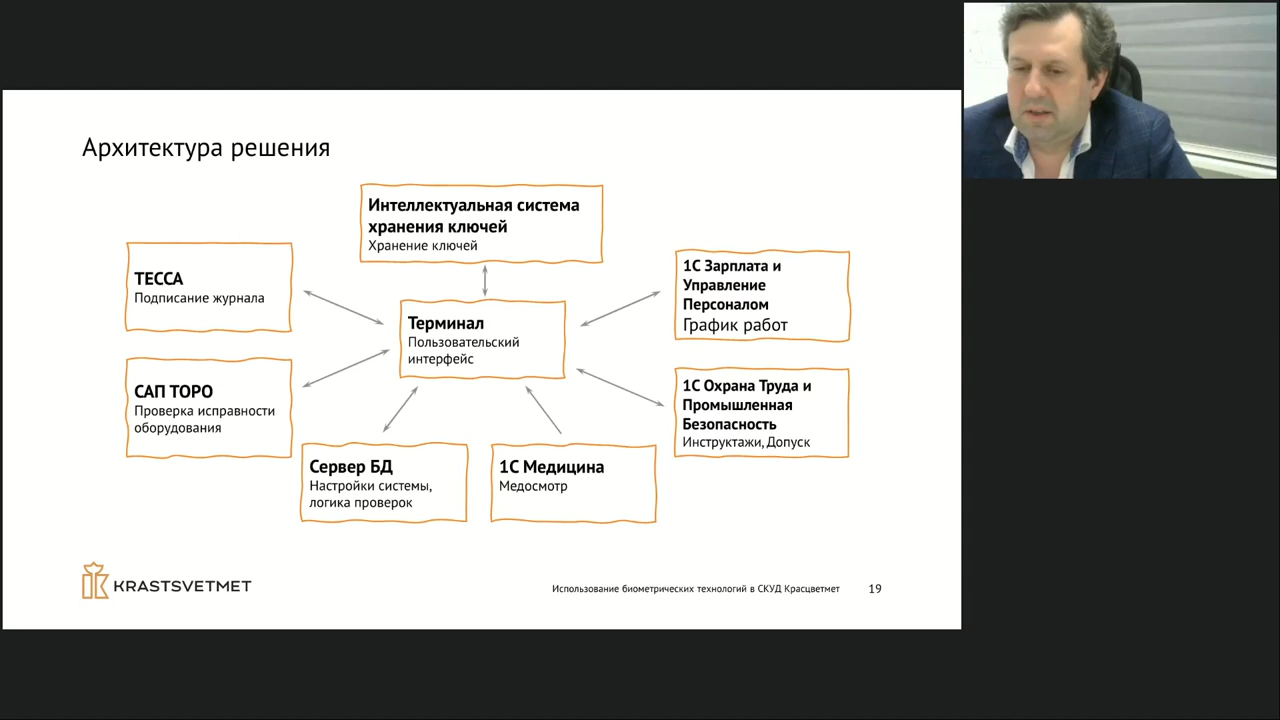 Архитектура решения
Интеллектуальная система
хранения ключей
Хранение ключей
ТЕССА
Подписание журнала
1С Зарплата и
Управление
Персоналом
График работ
Терминал
Пользовательский
интерфейс
САП ТОРО
Проверка исправности
оборудования
1С Охрана Труда и
Промышленная
Безопасность
Инструктажи, Допуск
Сервер БД
Настройки системы,
логика проверок
1С Медицина
Медосмотр
KRASTSVETMET
Использование биометрических технологий в СКУД Красцветмет
19